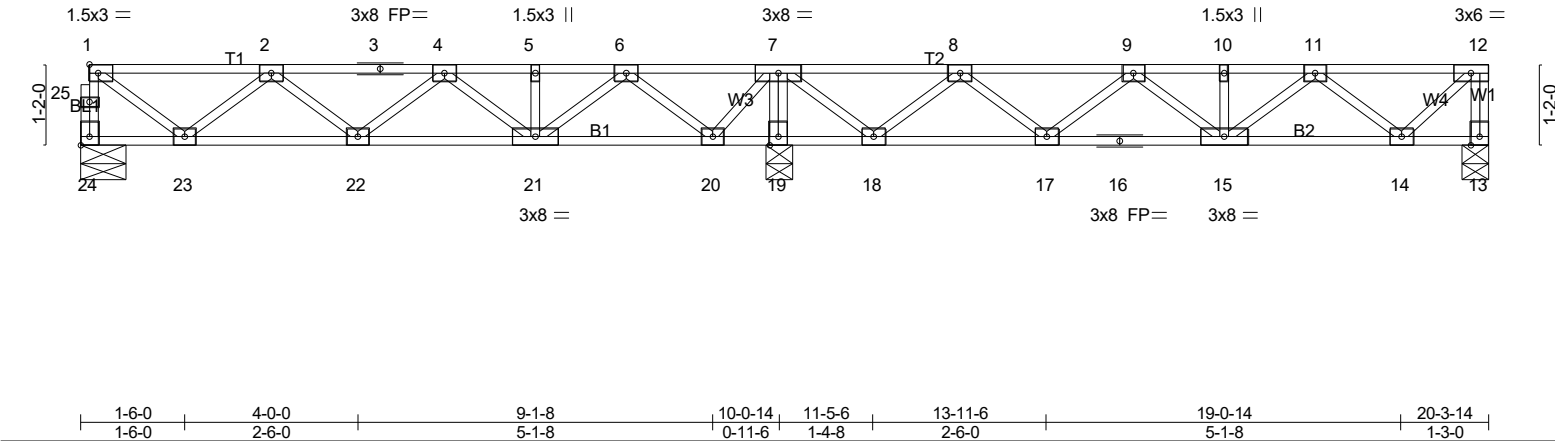 1.5x3 = 3x8 FP= 1.5x3 || 3x8 = 1.5x3 || 3x6 =
1 2 3 4 5 6 7 8 9 10 11 12
T1 T2
1-2-0 25 BL1 W3 W4 W1 1-2-0
B1 B2
24 23 22 21 20 19 18 17 16 15 14 13
3x8 = 3x8 FP= 3x8 =
1-6-0 4-0-0 9-1-8 10-0-14 11-5-6 13-11-6 19-0-14 20-3-14
1-6-0 2-6-0 5-1-8 0-11-6 1-4-8 2-6-0 5-1-8 1-3-0